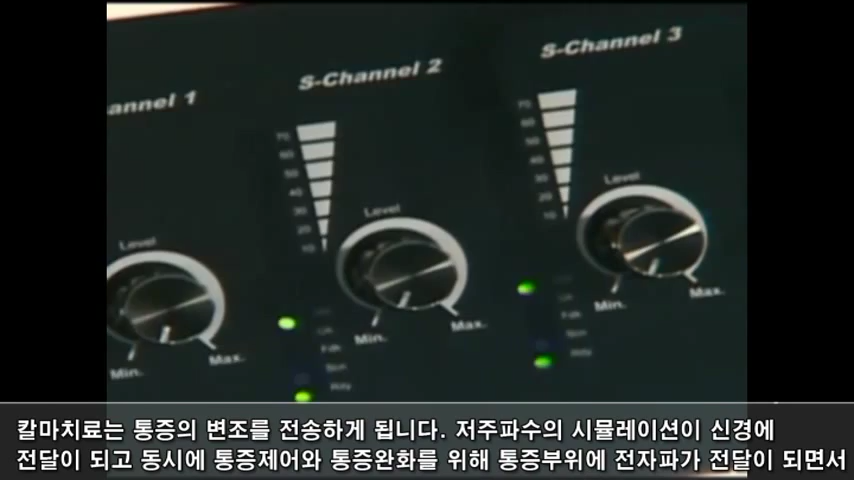 S-Channel 3
S-Channel 2
annel 1
70
60
50
40
30
20
10
Level
Min.
Max.
70
60
50
40
30
20
10
Level
Min.
Max.
Level
Min.
Max.
칼마치료는 통증의 변조를 전송하게 됩니다. 저주파수의 시뮬레이션이 신경에
전달이 되고 동시에 통증제어와 통증완화를 위해 통증부위에 전자파가 전달이 되면서